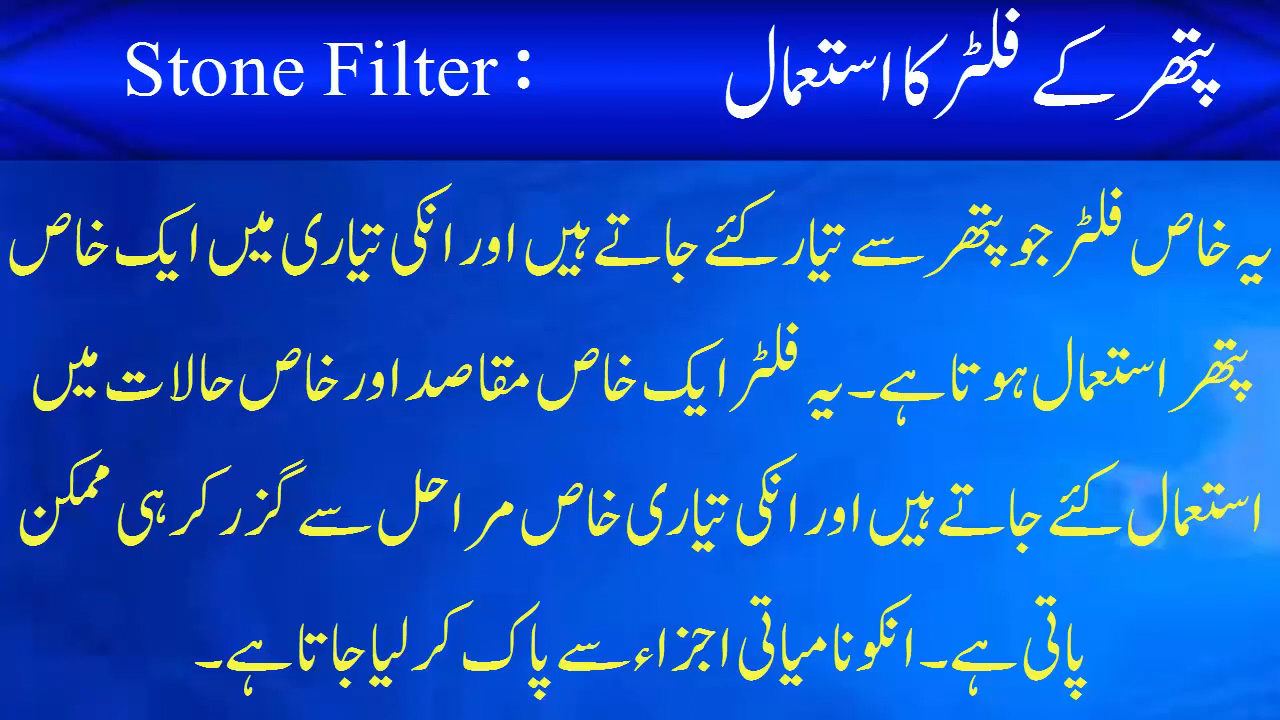 پتھر کے فلٹر کا استعمال Stone Filter :
یہ خاص فلٹر جو پتھر سے تیار کئے جاتے ہیں اور انکی تیاری میں ایک خاص
پتھر استعمال ہوتا ہے۔ یہ فلٹر ایک خاص مقاصد اور خاص حالات میں
استعمال کئے جاتے ہیں اور انکی تیاری خاص مراحل سے گزر کر ہی ممکن
پاتی ہے۔ انکو نامیاتی اجزاء سے پاک کر لیا جاتا ہے۔